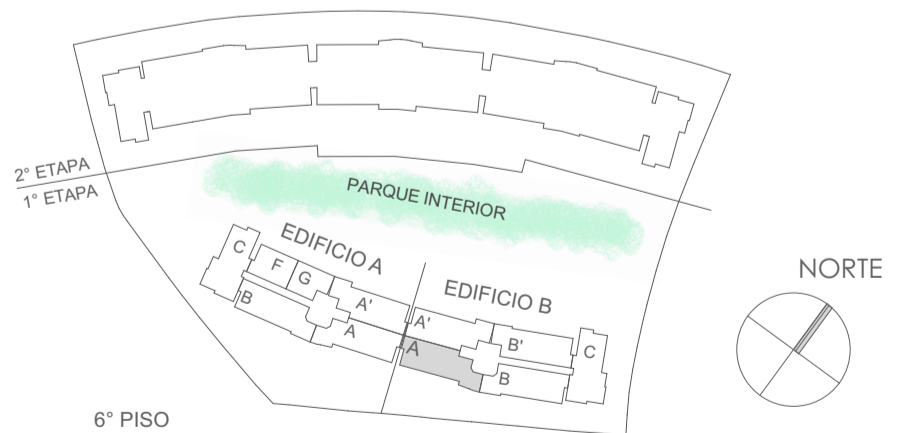 2° ETAPA
1° ETAPA
PARQUE INTERIOR
EDIFICIO A
C
F
G
B
A'
A
EDIFICIO B
A'
A
B'
B
C
NORTE
6° PISO